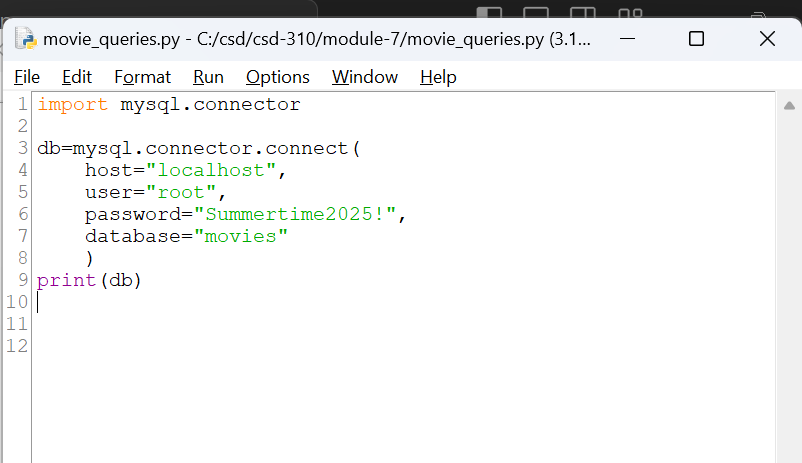 movie_queries.py - C:/csd/csd-310/module-7/movie_queries.py (3.1...
File Edit Format Run Options Window Help
1 import mysql.connector
2
3 db=mysql.connector.connect(
4     host="localhost",
5     user="root",
6     password="Summertime2025!",
7     database="movies"
8     )
9 print(db)
10
11
12